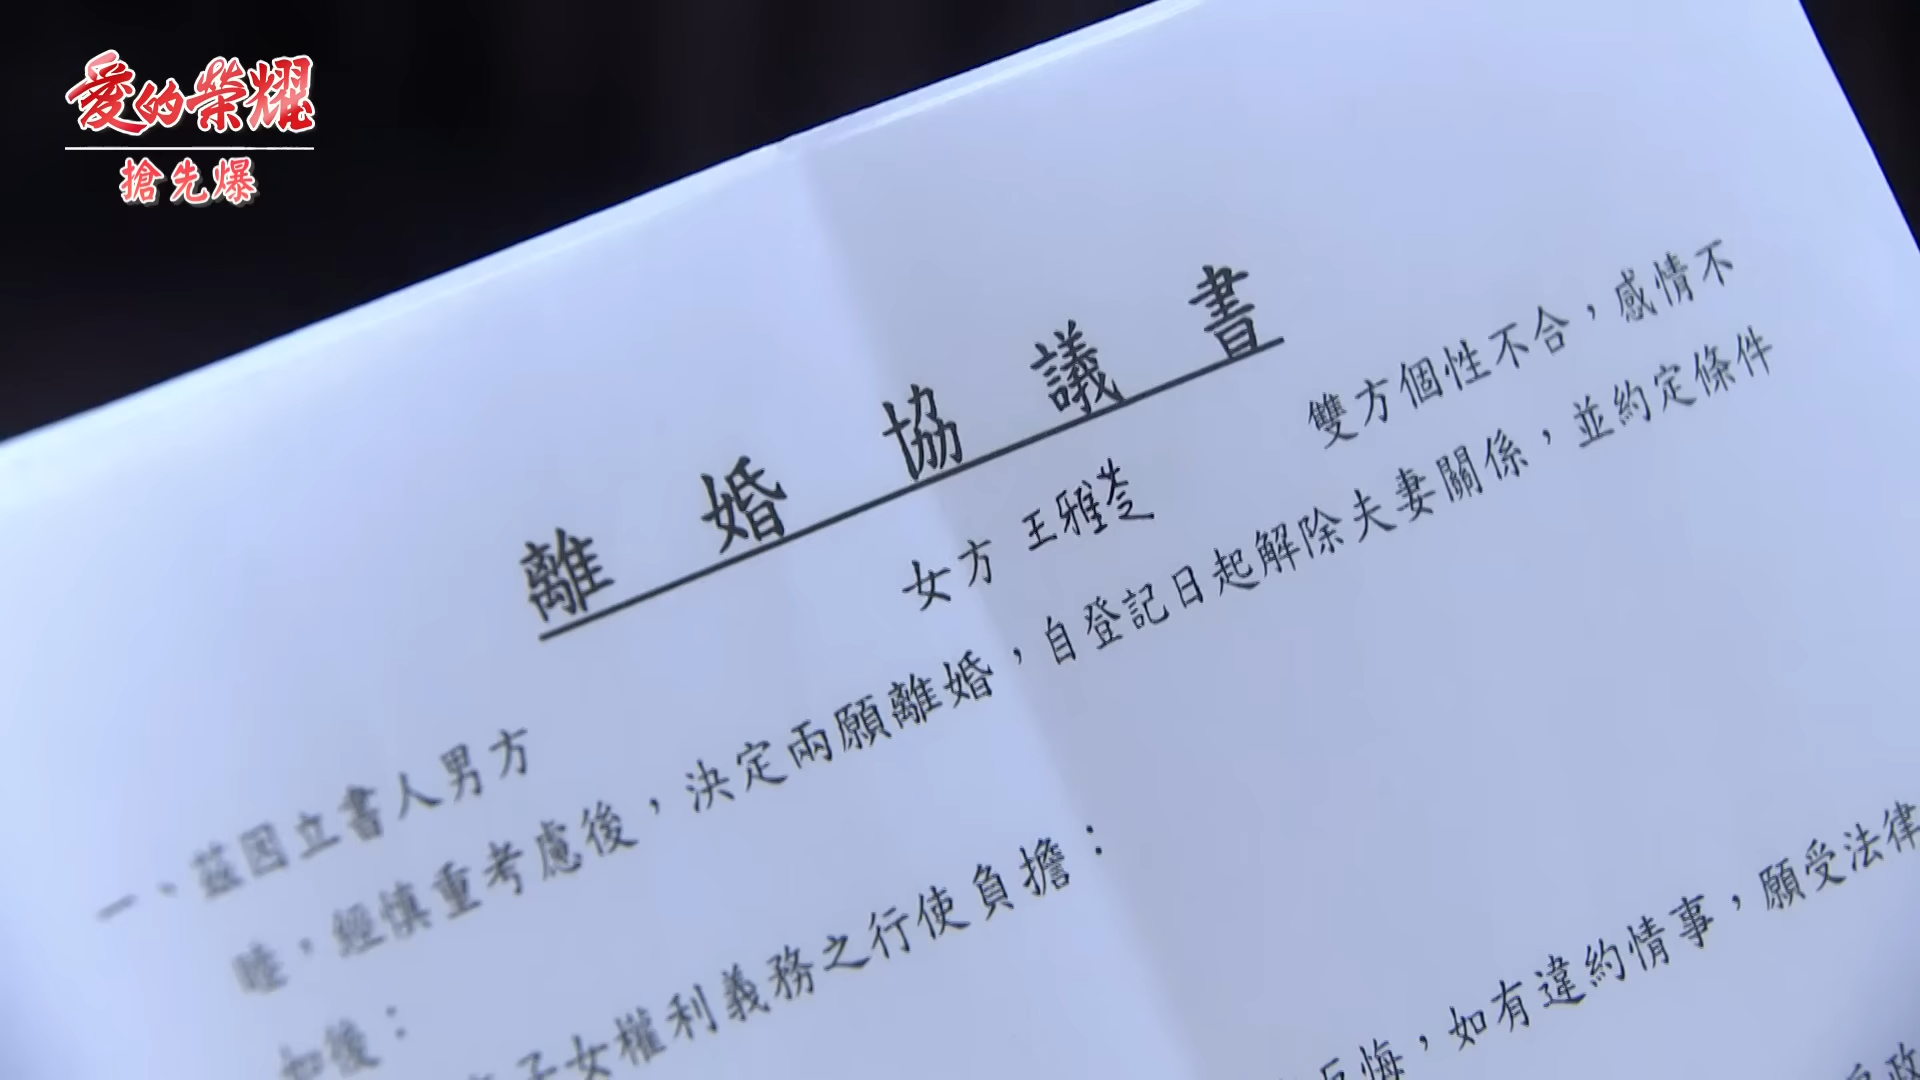 愛的榮耀
搶先爆
離婚協議書
一、茲因立書人男方 女方 王雅苓 雙方個性不合，感情不
睦，經慎重考慮後，決定兩願離婚，自登記日起解除夫妻關係，並約定條件
如後：
子女權利義務之行使負擔：
反悔，如有違約情事，願受法律
戶政